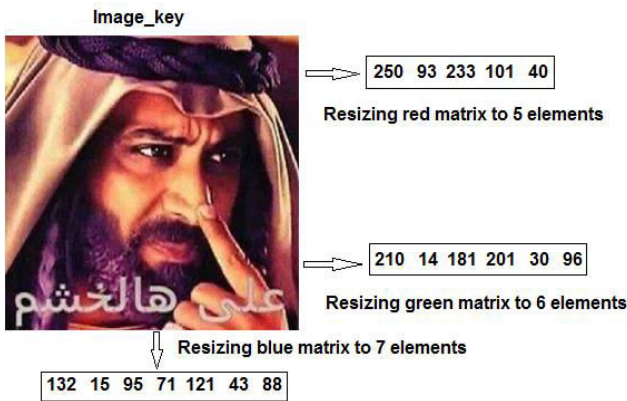 Image_key
250 93 233 101 40
Resizing red matrix to 5 elements
210 14 181 201 30 96
على هالخشم
Resizing green matrix to 6 elements
Resizing blue matrix to 7 elements
132 15 95 71 121 43 88